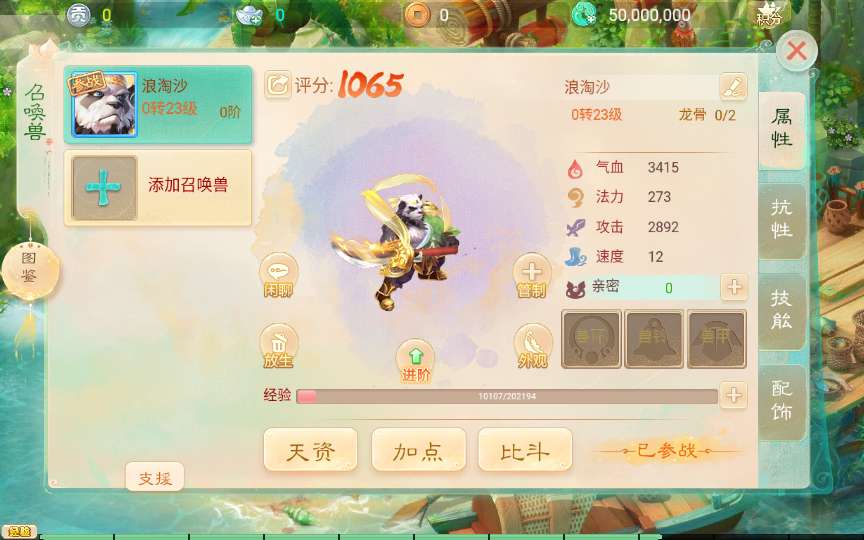 贡 0
0
0
50,000,000
积分
召唤兽
参战
浪淘沙
0转23级
0阶
添加召唤兽
图鉴
评分:1065
闲聊
放生
管制
外观
进阶
经验
10107/202194
天资
加点
比斗
已参战
支援
浪淘沙
0转23级
龙骨 0/2
气血 3415
法力 273
攻击 2892
速度 12
亲密 0
属性
抗性
技能
配饰